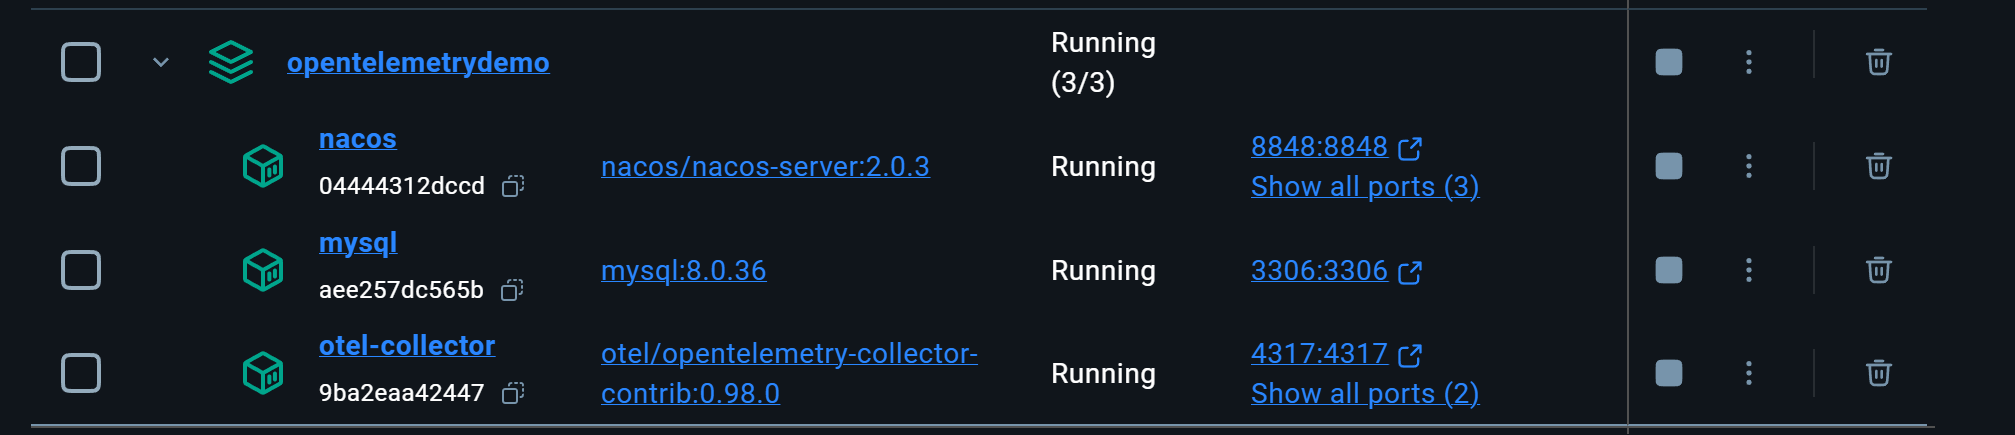 opentelemetrydemo
Running
(3/3)
nacos
04444312dccd
nacos/nacos-server:2.0.3
Running
8848:8848
Show all ports (3)
mysql
aee257dc565b
mysql:8.0.36
Running
3306:3306
otel-collector
9ba2eaa42447
otel/opentelemetry-collector-
contrib:0.98.0
Running
4317:4317
Show all ports (2)